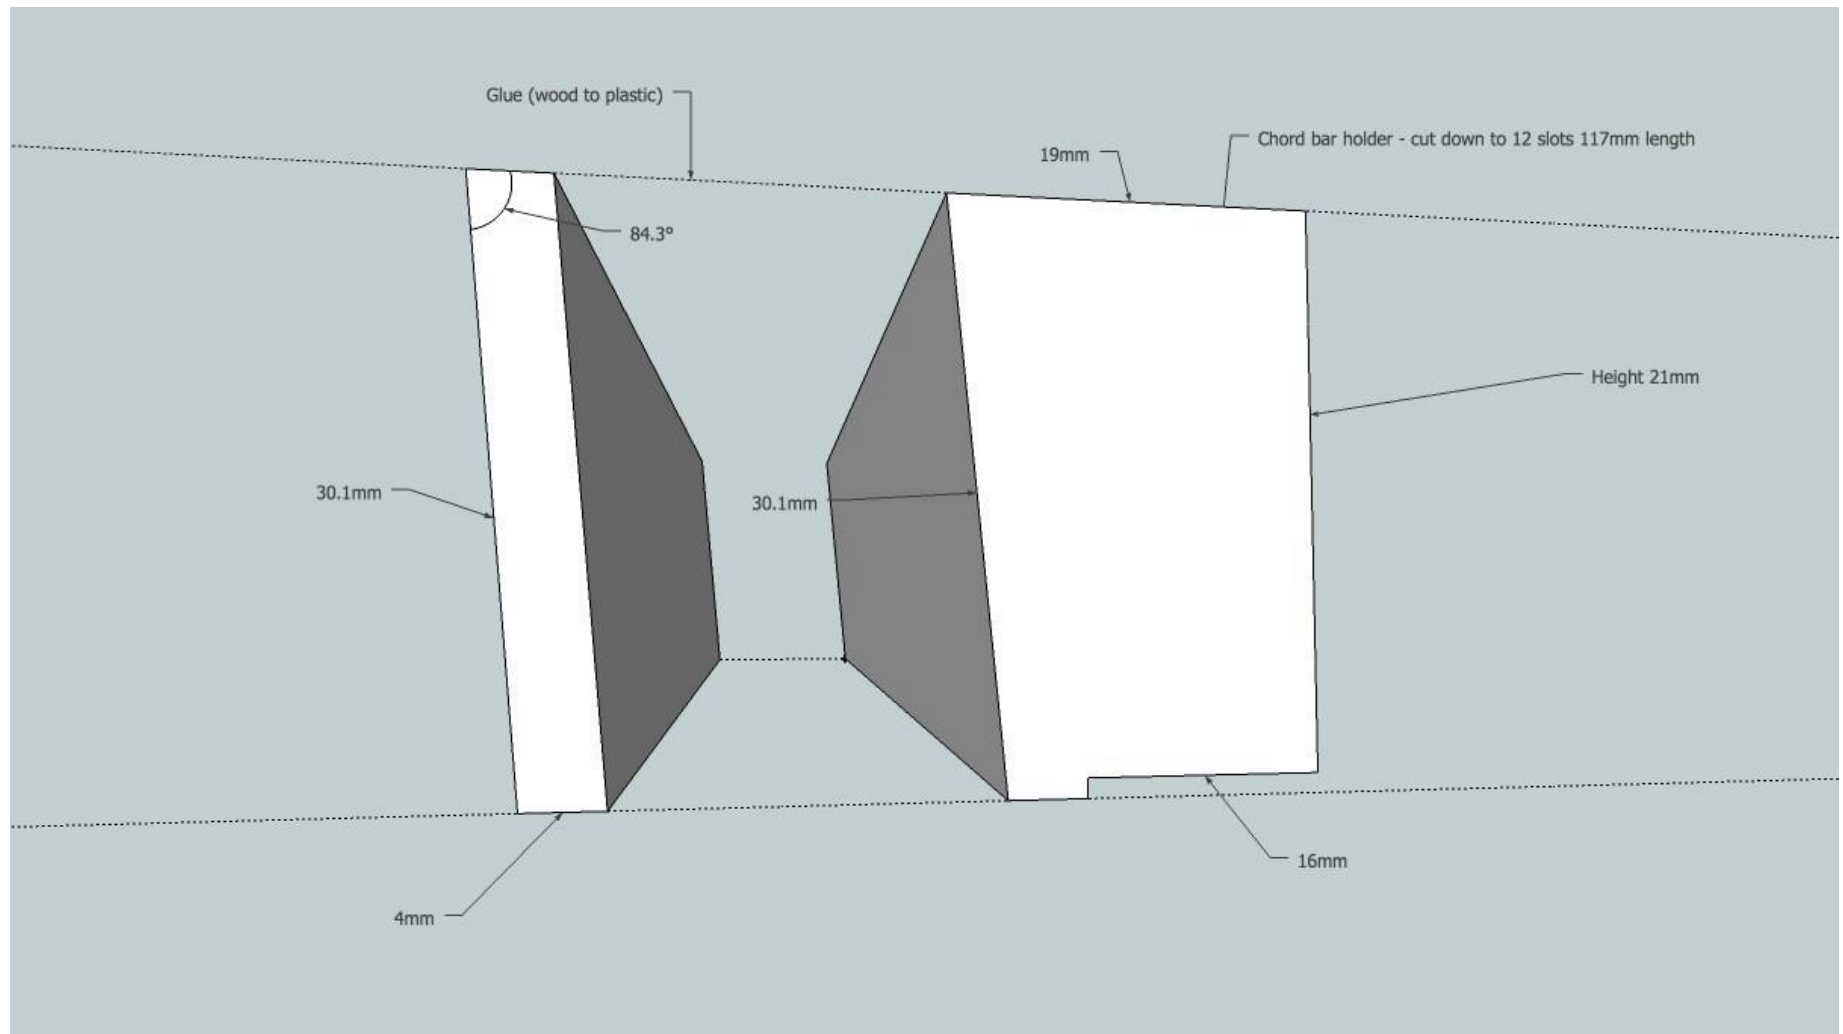 Glue (wood to plastic)
Chord bar holder - cut down to 12 slots 117mm length
19mm
84.3°
Height 21mm
30.1mm
30.1mm
16mm
4mm